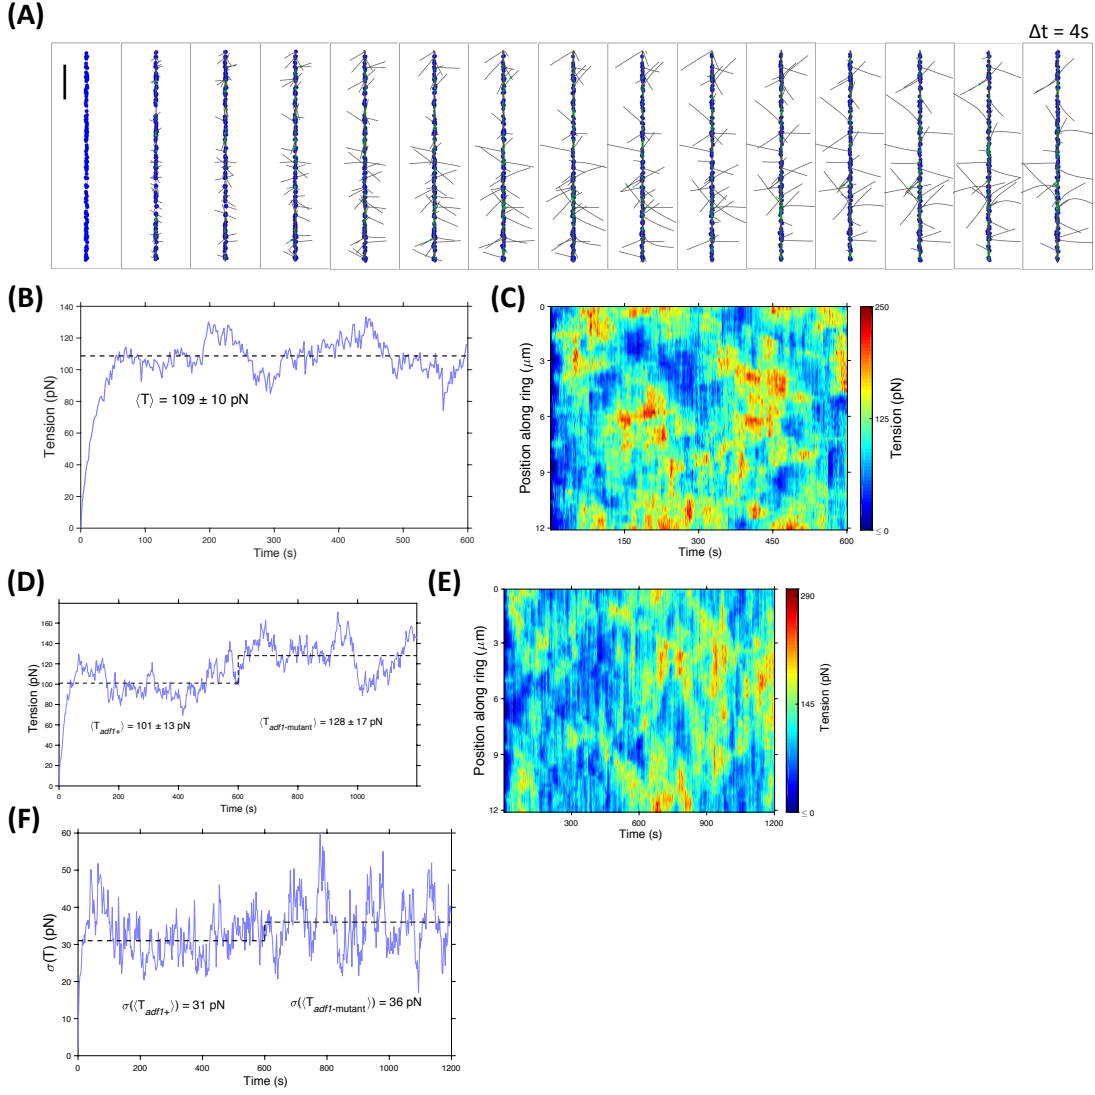 (A)
Δt = 4s
(B)
140
120
100
80
60
40
20
0
Tension (pN)
⟨T⟩ = 109 ± 10 pN
0 100 200 300 400 500 600
Time (s)
(C)
0
3
6
9
12
Position along ring (μm)
150 300 450 600
Time (s)
250
125
≤ 0
Tension (pN)
(D)
160
140
120
100
80
60
40
20
0
Tension (pN)
⟨T_adf1+⟩ = 101 ± 13 pN
⟨T_adf1-mutant⟩ = 128 ± 17 pN
0 200 400 600 800 1000
Time (s)
(E)
0
3
6
9
12
Position along ring (μm)
300 600 900 1200
Time (s)
290
145
≤ 0
Tension (pN)
(F)
60
50
40
30
20
10
0
σ(T) (pN)
σ(⟨T_adf1+⟩) = 31 pN
σ(⟨T_adf1-mutant⟩) = 36 pN
0 200 400 600 800 1000 1200
Time (s)